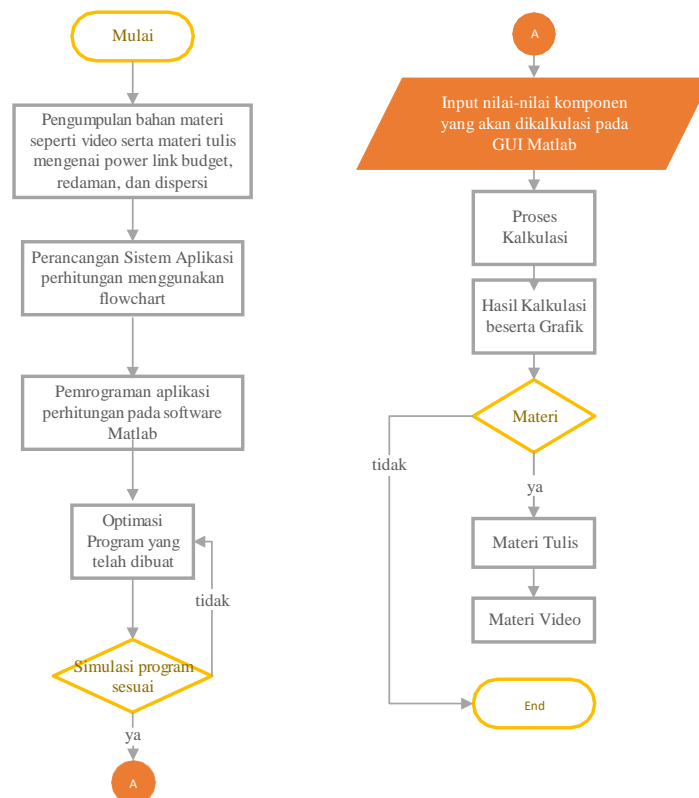 Mulai
Pengumpulan bahan materi
seperti video serta materi tulis
mengenai power link budget,
redaman, dan dispersi
Perancangan Sistem Aplikasi
perhitungan menggunakan
flowchart
Pemrograman aplikasi
perhitungan pada software
Matlab
Optimasi
Program yang
telah dibuat
tidak
Simulasi program
sesuai
ya
A
A
Input nilai-nilai komponen
yang akan dikalkulasi pada
GUI Matlab
Proses
Kalkulasi
Hasil Kalkulasi
beserta Grafik
Materi
tidak
ya
Materi Tulis
Materi Video
End